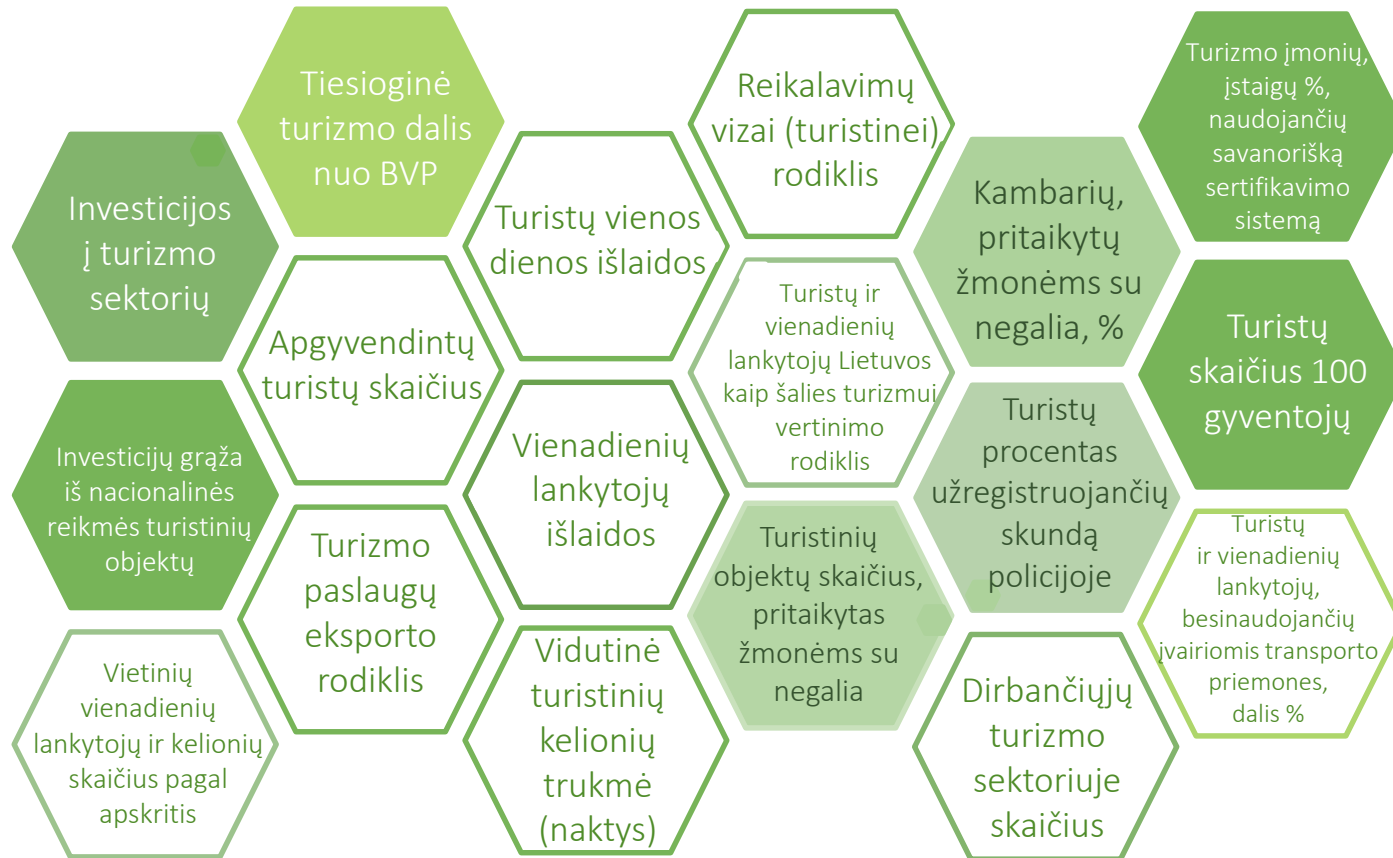 Investicijos
į turizmo
sektorių
Investicijų grąža
iš nacionalinės
reikmės turistinių
objektų
Vietinių
vienadienių
lankytojų ir kelionių
skaičius pagal
apskritis
Tiesioginė
turizmo dalis
nuo BVP
Apgyvendintų
turistų skaičius
Turizmo
paslaugų
eksporto
rodiklis
Turistų vienos
dienos išlaidos
Vienadienių
lankytojų
išlaidos
Vidutinė
turistinių
kelionių
trukmė
(naktys)
Reikalavimų
vizai (turistinei)
rodiklis
Turistų ir
vienadienių
lankytojų Lietuvos
kaip šalies turizmui
vertinimo
rodiklis
Turistinių
objektų skaičius,
pritaikytas
žmonėms su
negalia
Kambarių,
pritaikytų
žmonėms su
negalia, %
Turistų
procentas
užregistruojančių
skundą
policijoje
Dirbančiųjų
turizmo
sektoriuje
skaičius
Turizmo įmonių,
įstaigų %,
naudojančių
savanorišką
sertifikavimo
sistemą
Turistų
skaičius 100
gyventojų
Turistų
ir vienadienių
lankytojų,
besinaudojančių
įvairiomis transporto
priemones,
dalis %